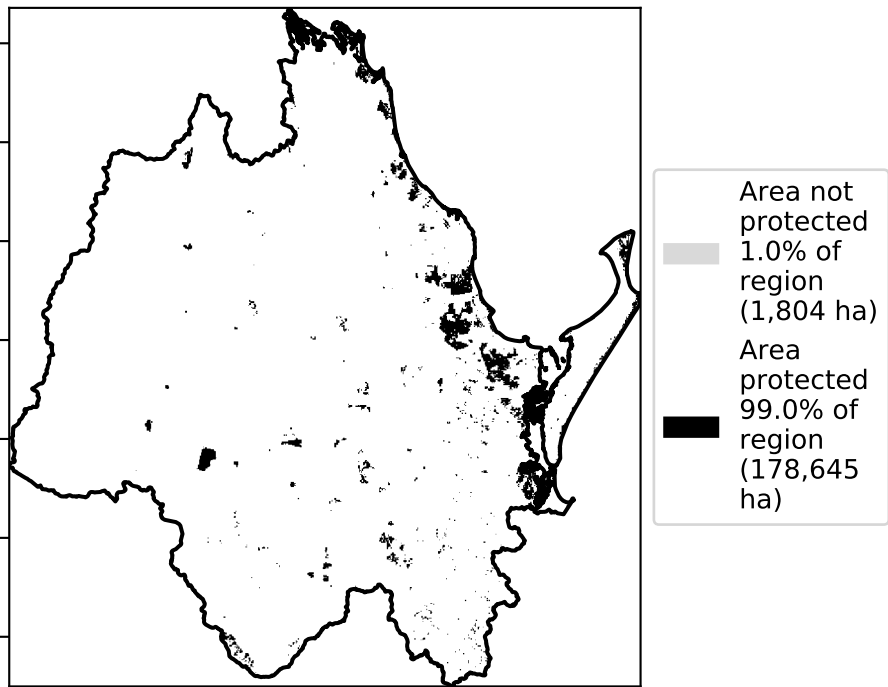 Area not
protected
1.0% of
region
(1,804 ha)
Area
protected
99.0% of
region
(178,645
ha)